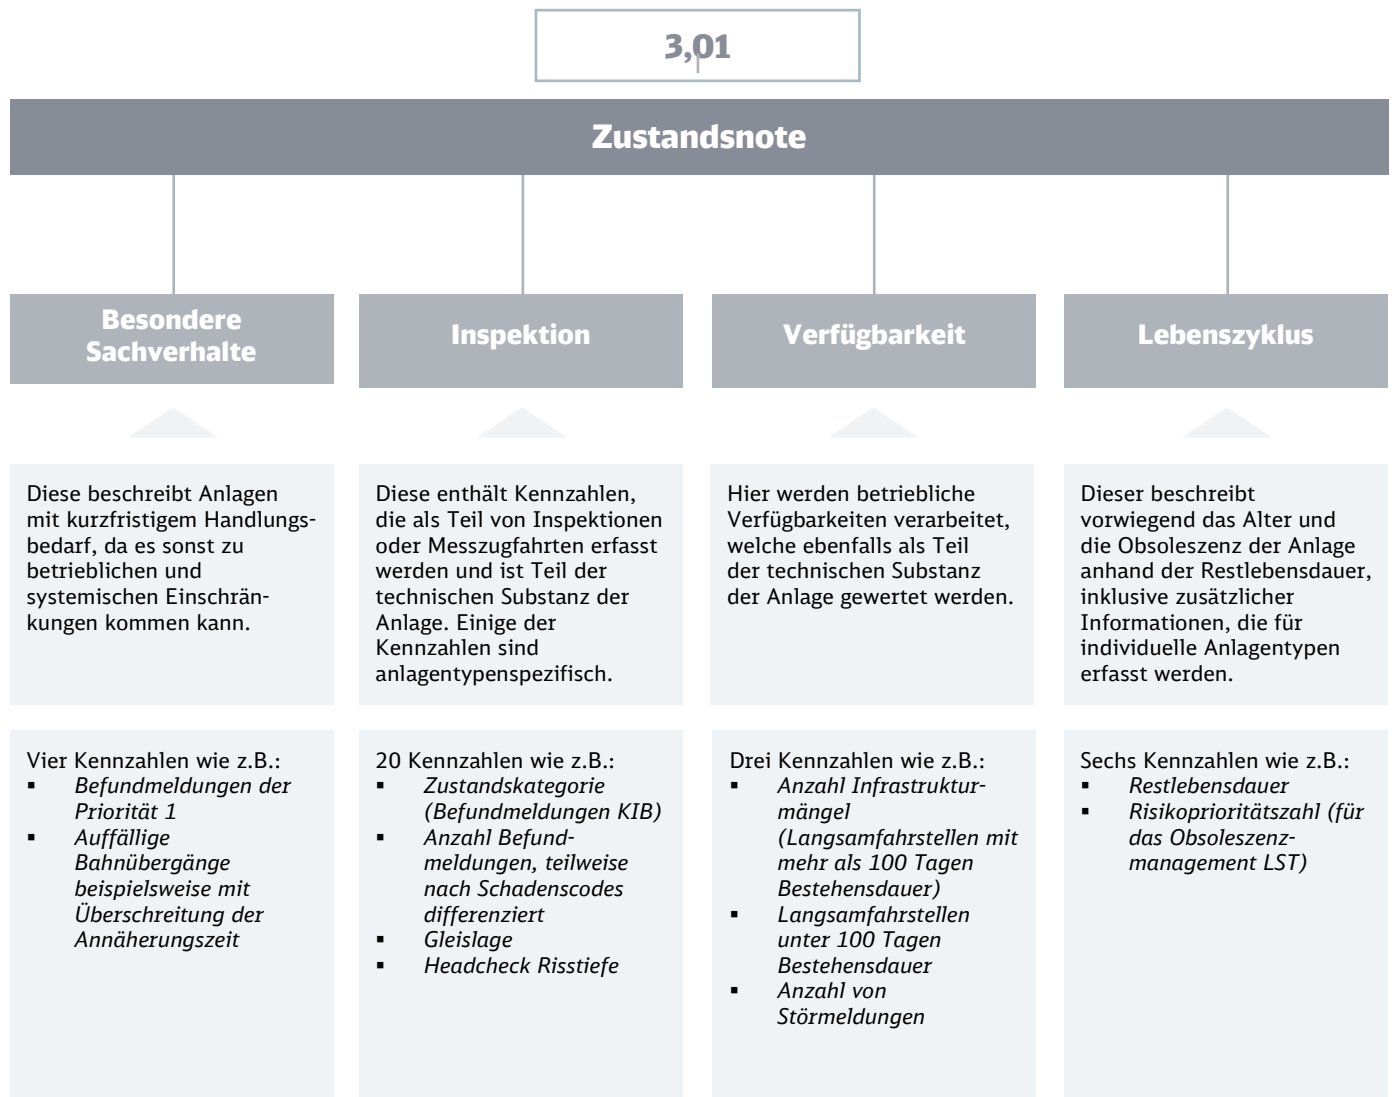 3,01
Zustandsnote
Besondere
Sachverhalte
Inspektion
Verfügbarkeit
Lebenszyklus
Diese beschreibt Anlagen
mit kurzfristigem Handlungs-
bedarf, da es sonst zu
betrieblichen und
systemischen Einschrän-
kungen kommen kann.
Diese enthält Kennzahlen,
die als Teil von Inspektionen
oder Messzugfahrten erfasst
werden und ist Teil der
technischen Substanz der
Anlage. Einige der
Kennzahlen sind
anlagentypenspezifisch.
Hier werden betriebliche
Verfügbarkeiten verarbeitet,
welche ebenfalls als Teil
der technischen Substanz
der Anlage gewertet werden.
Dieser beschreibt
vorwiegend das Alter und
die Obsoleszenz der Anlage
anhand der Restlebensdauer,
inklusive zusätzlicher
Informationen, die für
individuelle Anlagentypen
erfasst werden.
Vier Kennzahlen wie z.B.:
▪ Befundmeldungen der
Priorität 1
▪ Auffällige
Bahnübergänge
beispielsweise mit
Überschreitung der
Annäherungszeit
20 Kennzahlen wie z.B.:
▪ Zustandskategorie
(Befundmeldungen KIB)
▪ Anzahl Befund-
meldungen, teilweise
nach Schadenscodes
differenziert
▪ Gleislage
▪ Headcheck Risstiefe
Drei Kennzahlen wie z.B.:
▪ Anzahl Infrastruktur-
mängel
(Langsamfahrstellen mit
mehr als 100 Tagen
Bestehensdauer)
▪ Langsamfahrstellen
unter 100 Tagen
Bestehensdauer
▪ Anzahl von
Störmeldungen
Sechs Kennzahlen wie z.B.:
▪ Restlebensdauer
▪ Risikoprioritätszahl (für
das Obsoleszenz-
management LST)